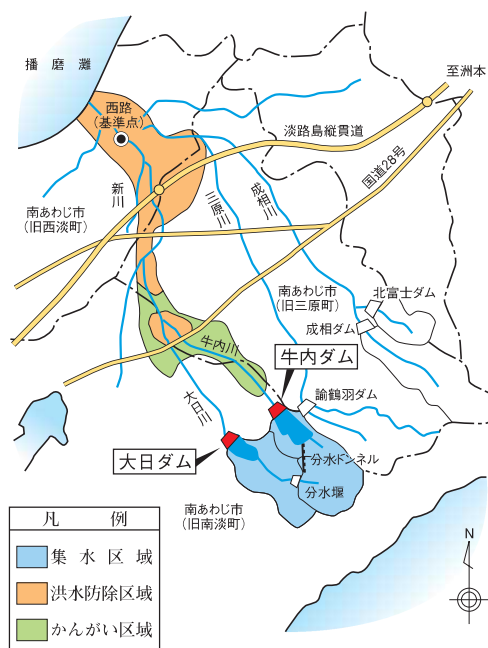 播磨灘
至洲本
西路
(基準点)
淡路島縦貫道
国道28号
新川
三原川
成相川
南あわじ市
(旧西淡町)
南あわじ市
(旧三原町)
北富士ダム
成相ダム
牛内川
牛内ダム
大日川
諭鶴羽ダム
大日ダム
分水トンネル
分水堰
南あわじ市
(旧南淡町)
凡例
集水区域
洪水防除区域
かんがい区域
N